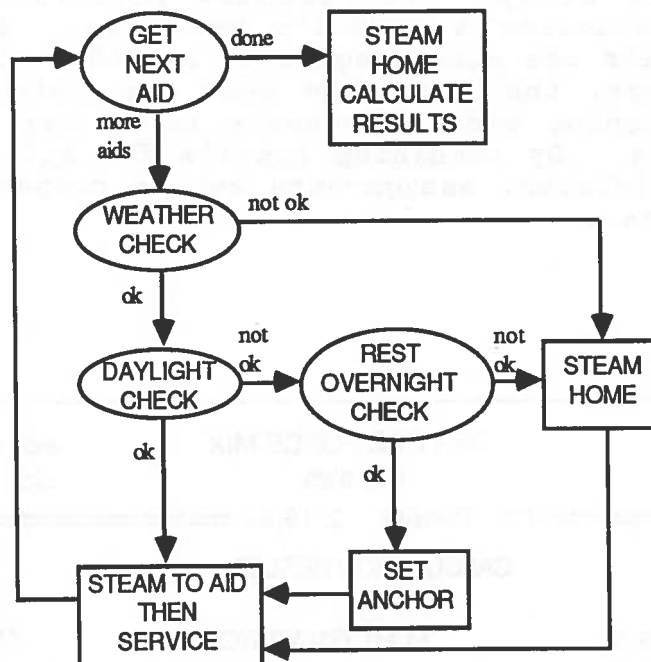 GET
NEXT
AID
done
STEAM
HOME
CALCULATE
RESULTS
more
aids
WEATHER
CHECK
not ok
ok
DAYLIGHT
CHECK
not
ok
REST
OVERNIGHT
CHECK
not
ok
STEAM
HOME
ok
ok
STEAM TO AID
THEN
SERVICE
SET
ANCHOR